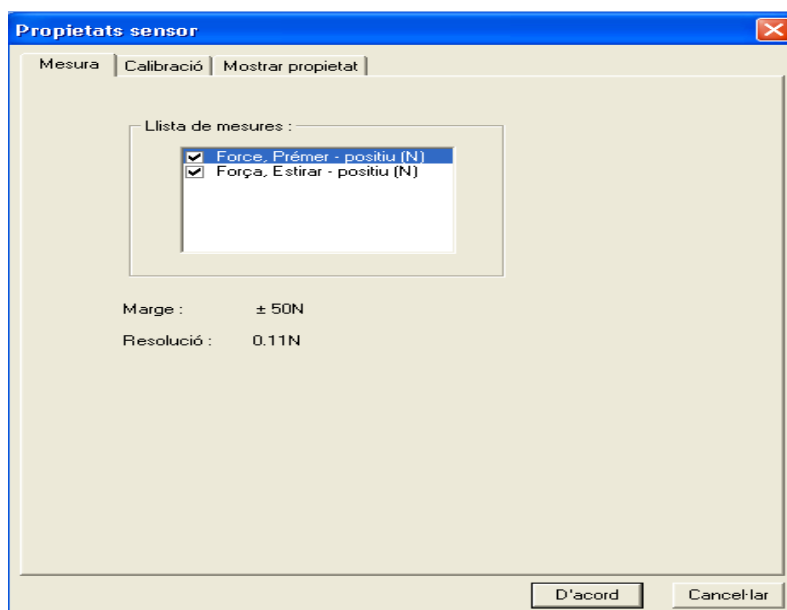 Propietats sensor
Mesura Calibració Mostrar propietat
Llista de mesures :
Force, Prémer - positiu (N)
Força, Estirar - positiu (N)
Marge : ± 50N
Resolució : 0.11N
D'acord Cancel·lar